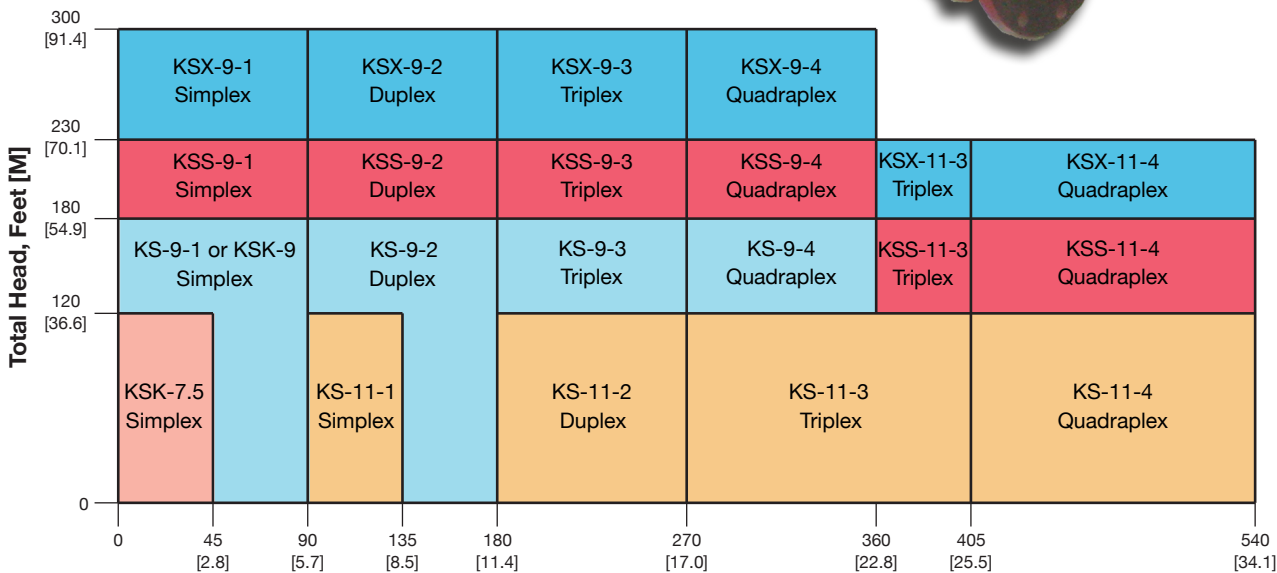 300
[91.4]
KSX-9-1
Simplex
KSX-9-2
Duplex
KSX-9-3
Triplex
KSX-9-4
Quadraplex
230
[70.1]
KSS-9-1
Simplex
KSS-9-2
Duplex
KSS-9-3
Triplex
KSS-9-4
Quadraplex
KSX-11-3
Triplex
KSX-11-4
Quadraplex
180
[54.9]
KS-9-1 or KSK-9
Simplex
KS-9-2
Duplex
KS-9-3
Triplex
KS-9-4
Quadraplex
KSS-11-3
Triplex
KSS-11-4
Quadraplex
120
[36.6]
Total Head, Feet [M]
KSK-7.5
Simplex
KS-11-1
Simplex
KS-11-2
Duplex
KS-11-3
Triplex
KS-11-4
Quadraplex
0
0
45
[2.8]
90
[5.7]
135
[8.5]
180
[11.4]
270
[17.0]
360
[22.8]
405
[25.5]
540
[34.1]